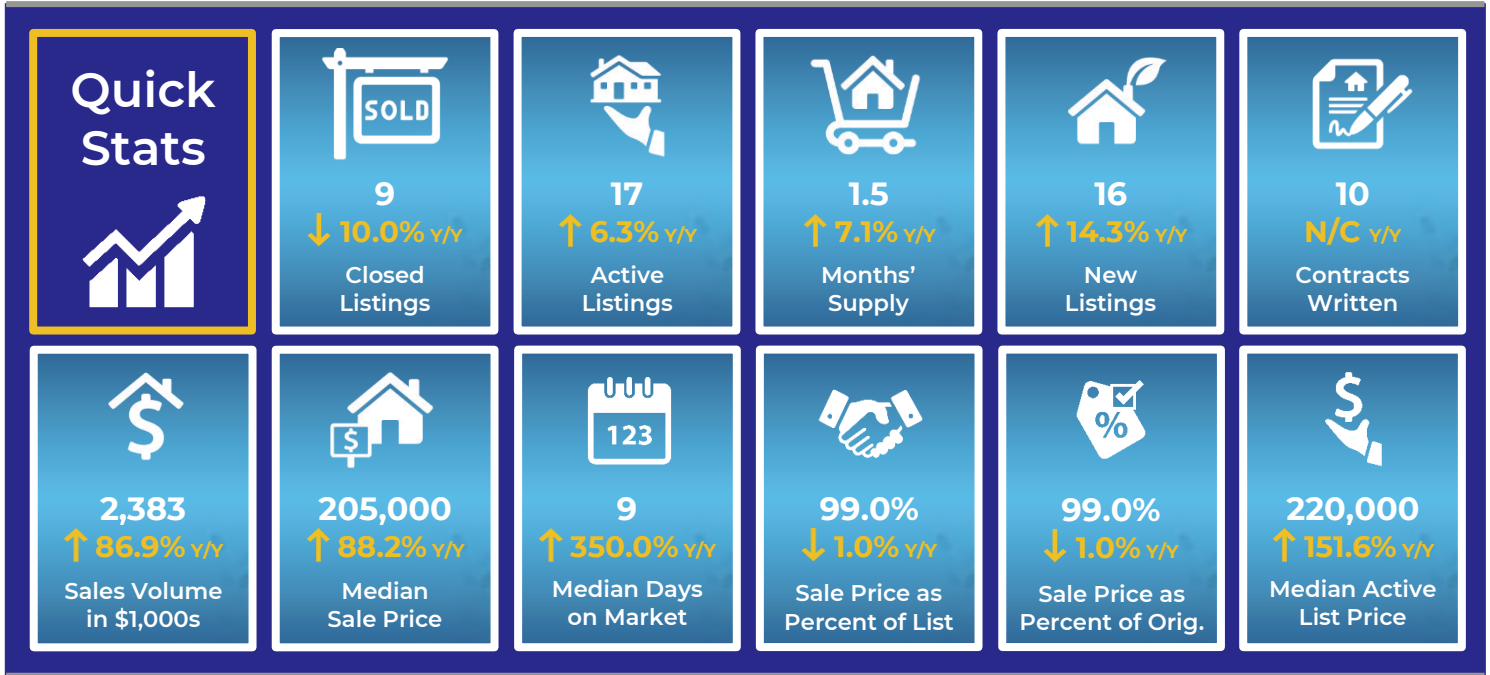 Quick
Stats
SOLD
9
↓ 10.0% Y/Y
Closed
Listings
17
↑ 6.3% Y/Y
Active
Listings
1.5
↑ 7.1% Y/Y
Months’
Supply
16
↑ 14.3% Y/Y
New
Listings
10
N/C Y/Y
Contracts
Written
$
2,383
↑ 86.9% Y/Y
Sales Volume
in $1,000s
$
205,000
↑ 88.2% Y/Y
Median
Sale Price
123
9
↑ 350.0% Y/Y
Median Days
on Market
99.0%
↓ 1.0% Y/Y
Sale Price as
Percent of List
%
99.0%
↓ 1.0% Y/Y
Sale Price as
Percent of Orig.
$
220,000
↑ 151.6% Y/Y
Median Active
List Price